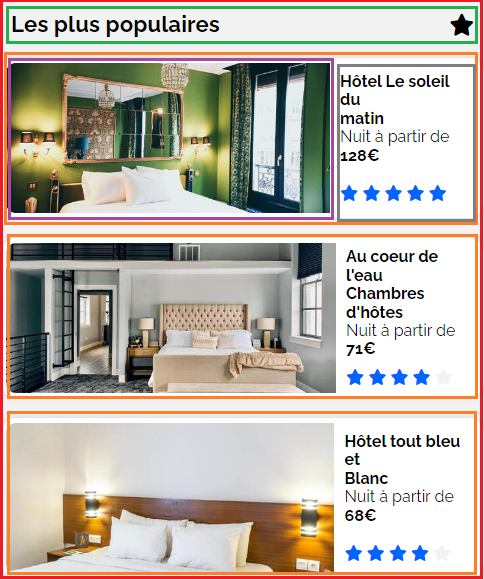 Les plus populaires
Hôtel Le soleil
du
matin
Nuit à partir de
128€
Au coeur de
l'eau
Chambres
d'hôtes
Nuit à partir de
71€
Hôtel tout bleu
et
Blanc
Nuit à partir de
68€